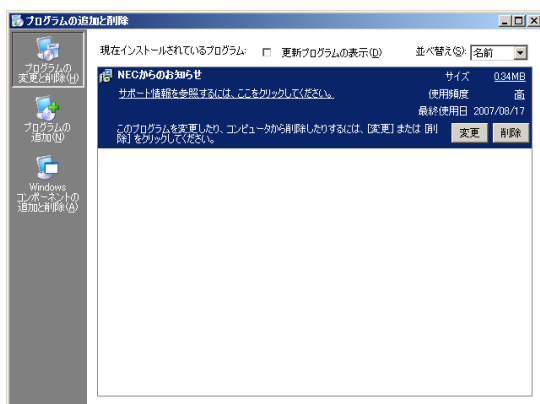 プログラムの追加と削除
プログラムの
変更と削除(H)
プログラムの
追加(N)
Windows
コンポーネントの
追加と削除(A)
現在インストールされているプログラム:
更新プログラムの表示(D)
並べ替え(S):
名前
NECからのお知らせ
サイズ 0.34MB
サポート情報を参照するには、ここをクリックしてください。
使用頻度 高
最終使用日 2007/08/17
このプログラムを変更したり、コンピュータから削除したりするには、[変更] または [削
除] をクリックしてください。
変更
削除